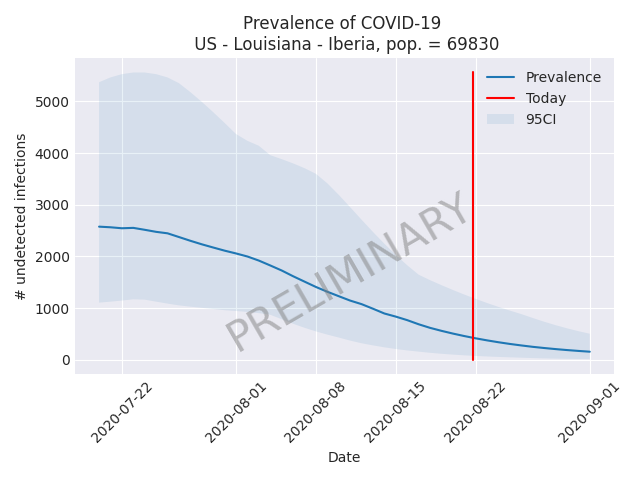 Prevalence of COVID-19
US - Louisiana - Iberia, pop. = 69830
# undetected infections
5000
4000
3000
2000
1000
0
Prevalence
Today
95CI
PRELIMINARY
2020-07-22
2020-08-01
2020-08-08
2020-08-15
2020-08-22
2020-09-01
Date